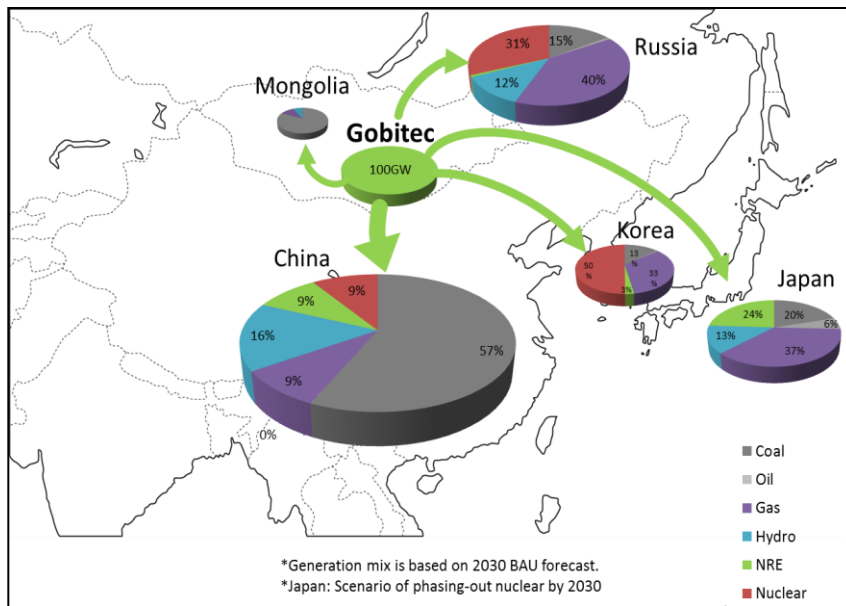 Russia
31%
15%
12%
40%
Mongolia
Gobitec
100GW
China
9%
9%
16%
57%
9%
0%
Korea
50
%
13
%
33
%
3%
Japan
24%
20%
6%
13%
37%
Coal
Oil
Gas
Hydro
NRE
Nuclear
*Generation mix is based on 2030 BAU forecast.
*Japan: Scenario of phasing-out nuclear by 2030